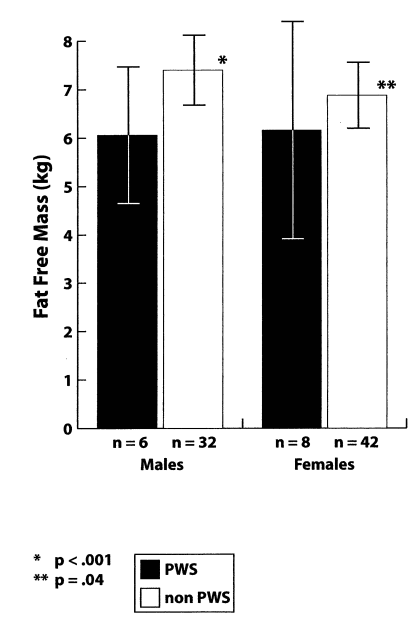 Fat Free Mass (kg)
8
7
6
5
4
3
2
1
0
*
**
n = 6 n = 32 n = 8 n = 42
Males Females
* p < .001
** p = .04
PWS
non PWS